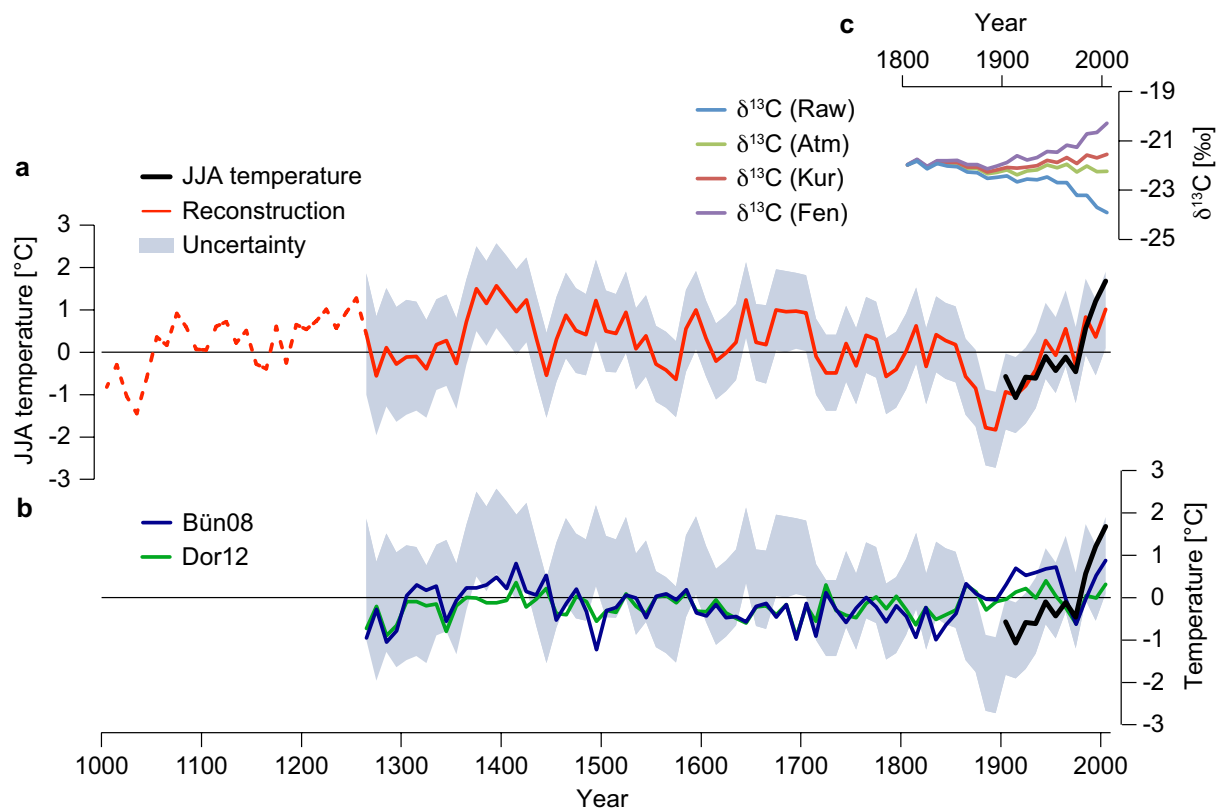 c
Year
1800 1900 2000
-19
-21
-23
-25
δ¹³C [‰]
δ¹³C (Raw)
δ¹³C (Atm)
δ¹³C (Kur)
δ¹³C (Fen)
a
JJA temperature
Reconstruction
Uncertainty
3
2
1
0
-1
-2
-3
JJA temperature [°C]
b
Bün08
Dor12
3
2
1
0
-1
-2
-3
Temperature [°C]
1000 1100 1200 1300 1400 1500 1600 1700 1800 1900 2000
Year